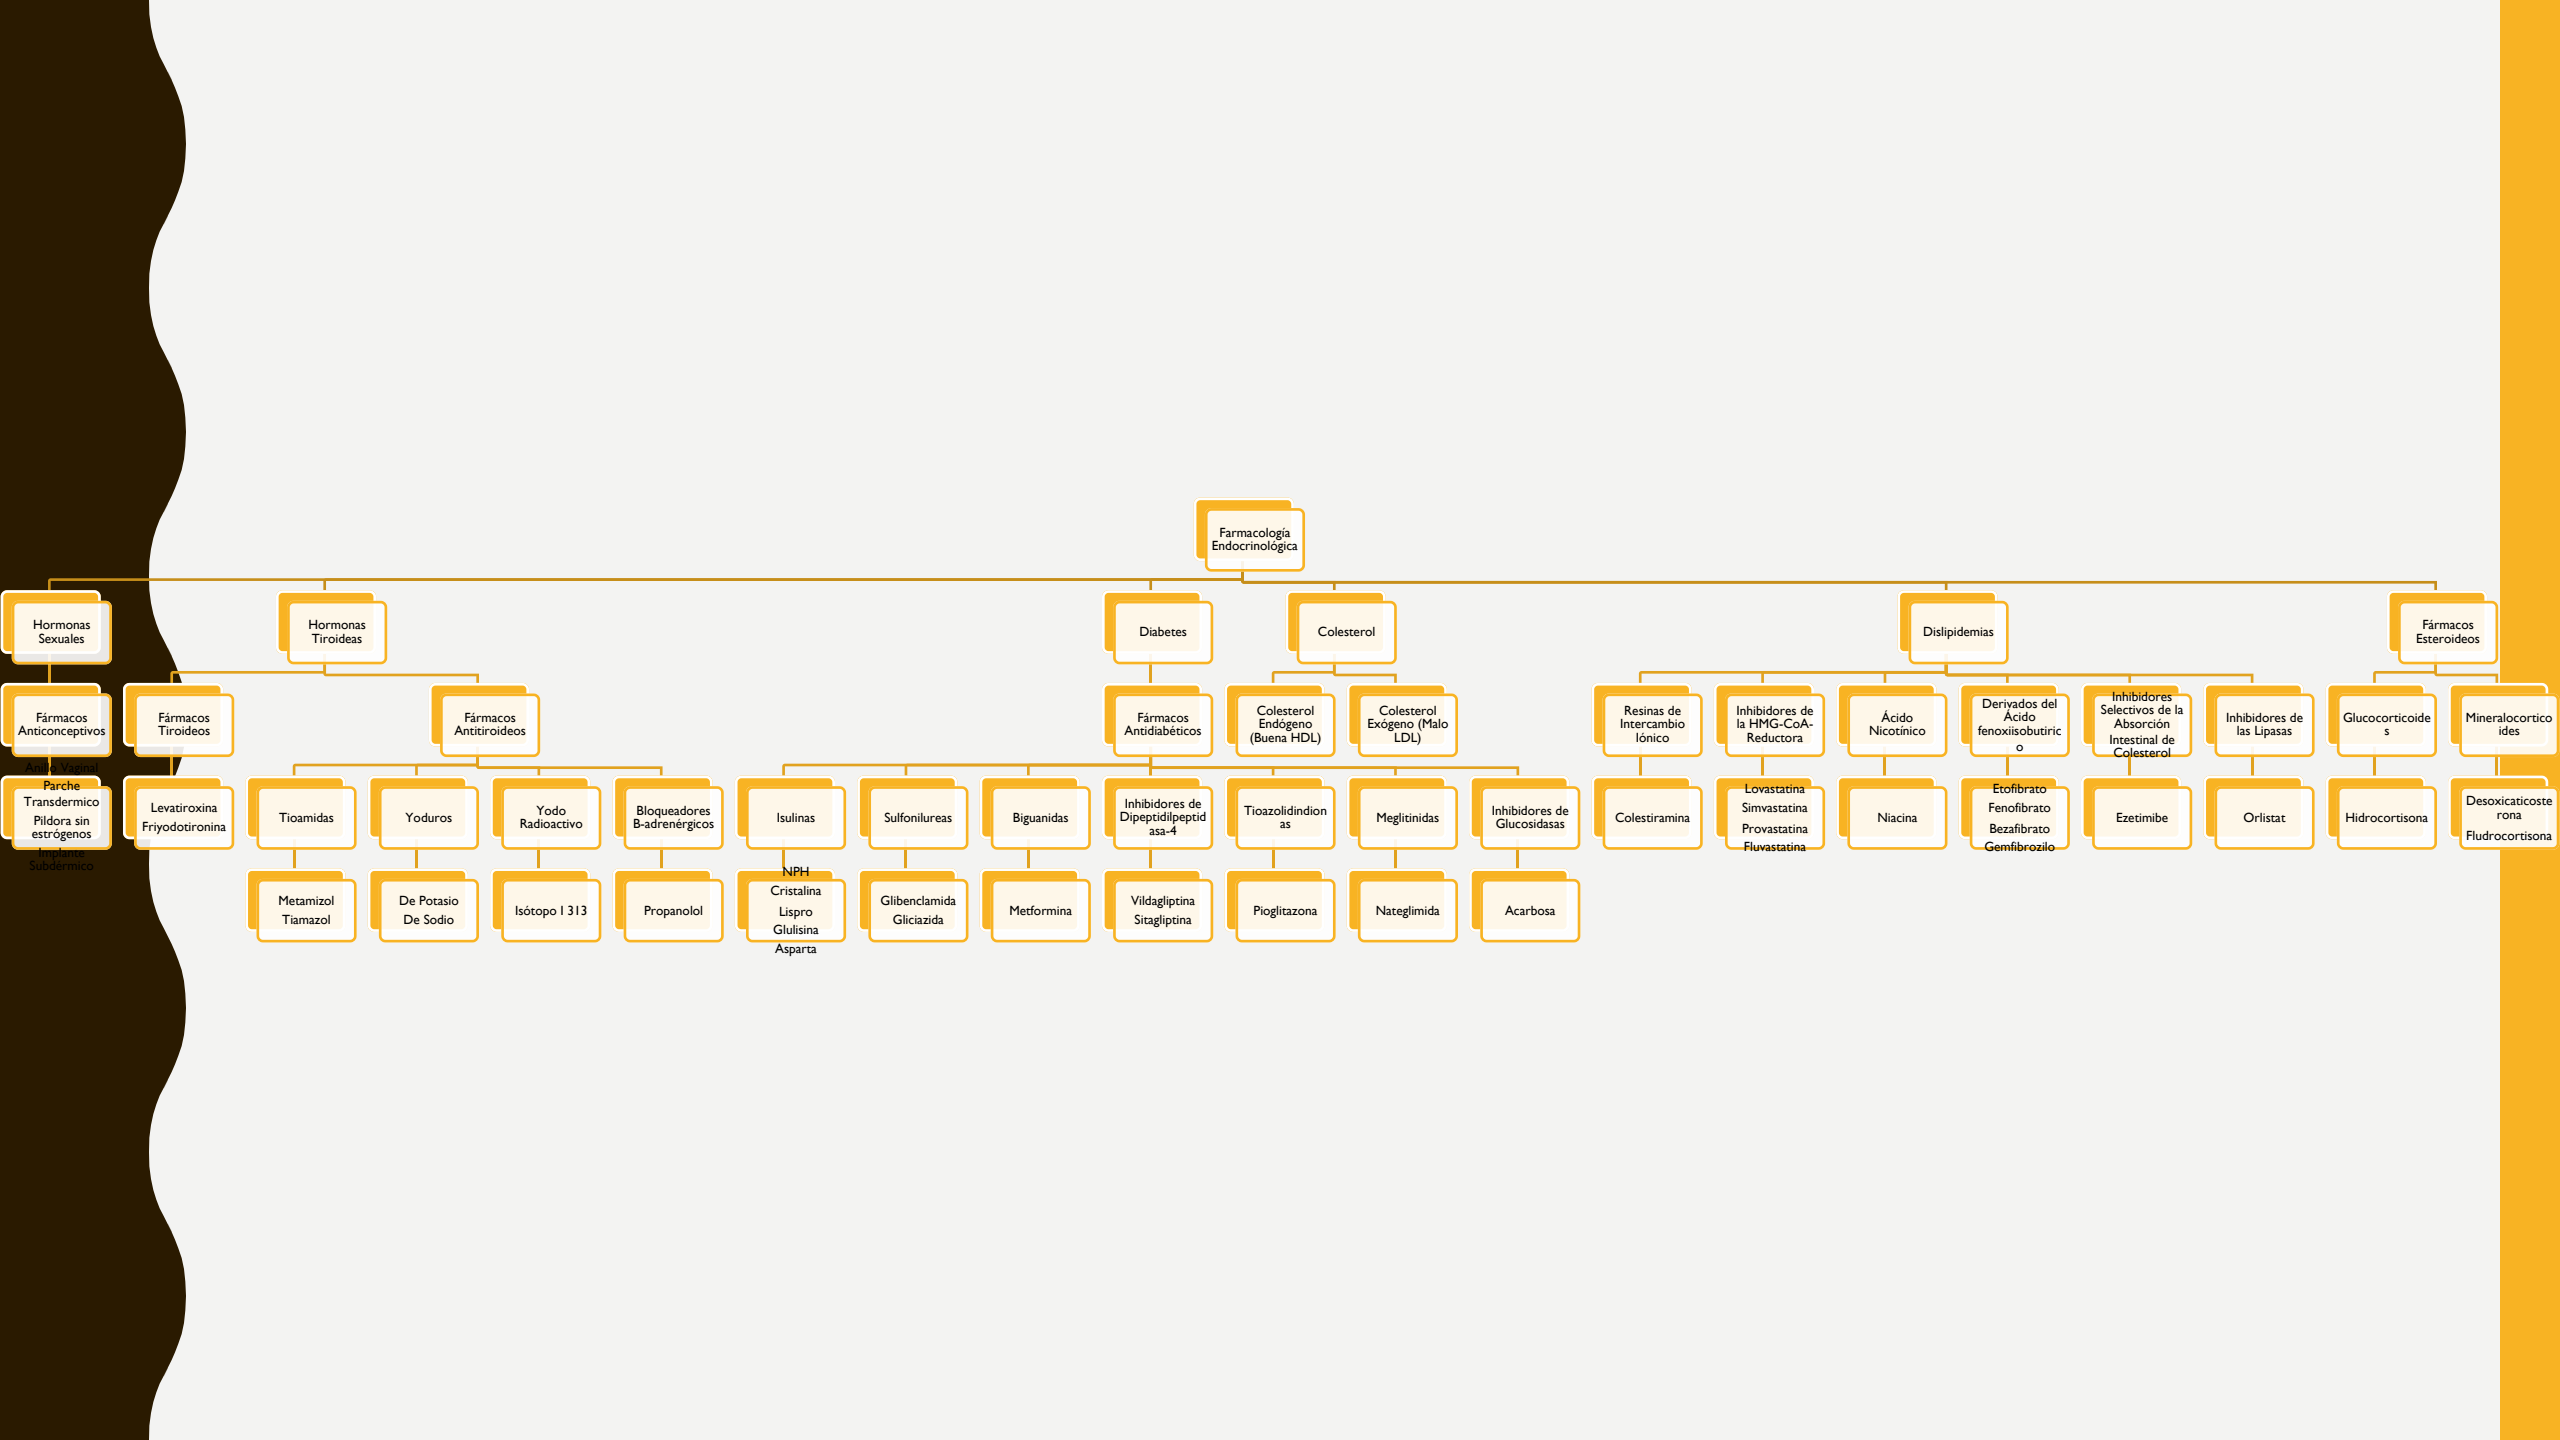 Farmacología
Endocrinológica
Hormonas
Sexuales
Hormonas
Tiroideas
Diabetes
Colesterol
Dislipidemias
Fármacos
Esteroideos
Fármacos
Anticonceptivos
Fármacos
Tiroideos
Fármacos
Antitiroideos
Fármacos
Antidiabéticos
Colesterol
Endógeno
(Buena HDL)
Colesterol
Exógeno (Malo
LDL)
Resinas de
Intercambio
Iónico
Inhibidores de
la HMG-CoA-
Reductora
Ácido
Nicotínico
Derivados del
Ácido
fenoxiisobutiric
o
Inhibidores
Selectivos de la
Absorción
Intestinal de
Colesterol
Inhibidores de
las Lipasas
Glucocorticoide
s
Mineralocortico
ides
Anillo Vaginal
Parche
Transdermico
Pildora sin
estrógenos
Implante
Subdérmico
Levatiroxina
Friyodotironina
Tioamidas
Yoduros
Yodo
Radioactivo
Bloqueadores
B-adrenérgicos
Isulinas
Sulfonilureas
Biguanidas
Inhibidores de
Dipeptidilpeptid
asa-4
Tioazolidindion
as
Meglitinidas
Inhibidores de
Glucosidasas
Colestiramina
Lovastatina
Simvastatina
Provastatina
Fluvastatina
Niacina
Etofibrato
Fenofibrato
Bezafibrato
Gemfibrozilo
Ezetimibe
Orlistat
Hidrocortisona
Desoxicaticoste
rona
Fludrocortisona
Metamizol
Tiamazol
De Potasio
De Sodio
Isótopo I 313
Propanolol
NPH
Cristalina
Lispro
Glulisina
Asparta
Glibenclamida
Gliciazida
Metformina
Vildagliptina
Sitagliptina
Pioglitazona
Nateglimida
Acarbosa